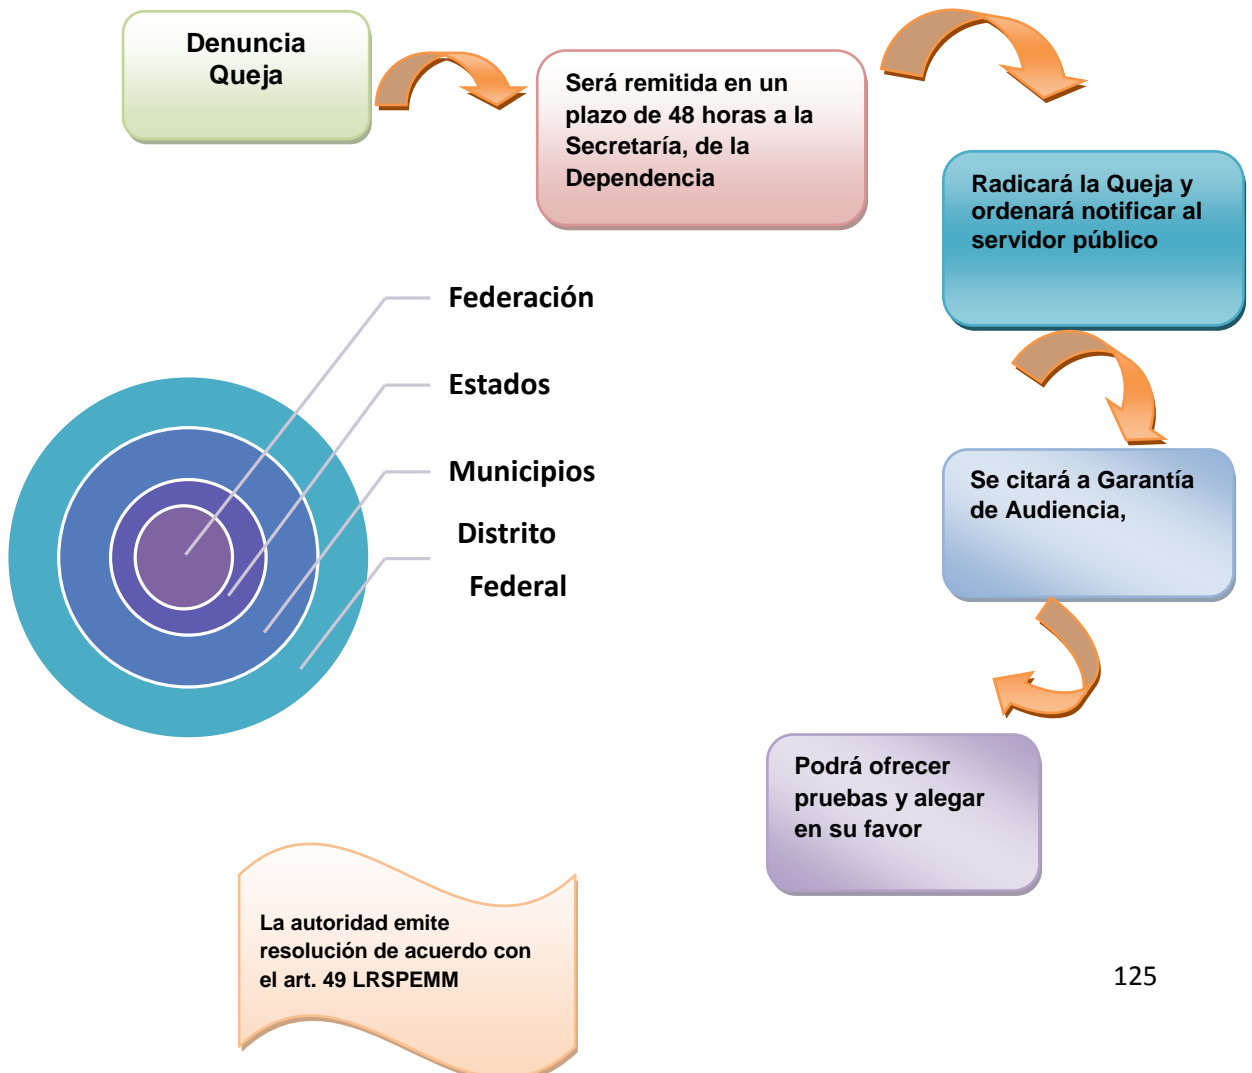 Denuncia
Queja
Será remitida en un
plazo de 48 horas a la
Secretaría, de la
Dependencia
Radicará la Queja y
ordenará notificar al
servidor público
Federación
Estados
Municipios
Distrito
Federal
Se citará a Garantía
de Audiencia,
Podrá ofrecer
pruebas y alegar
en su favor
La autoridad emite
resolución de acuerdo con
el art. 49 LRSPEMM
125